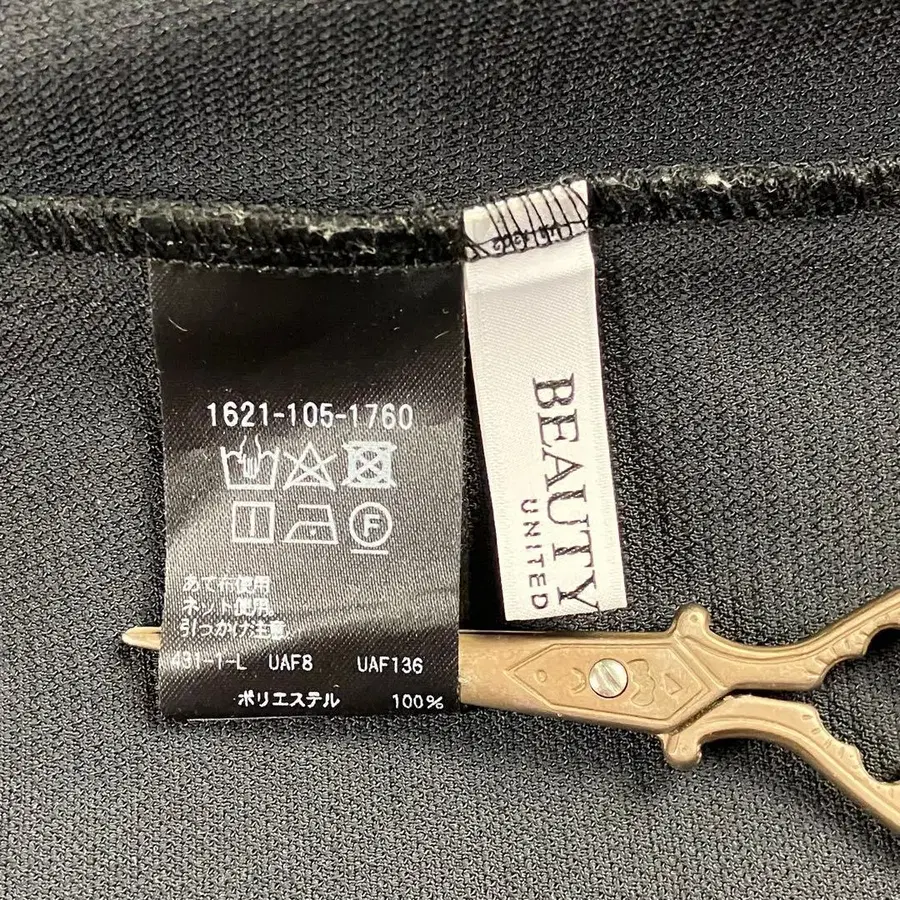 1621-105-1760
F
あて布使用
ネット使用
引っかけ注意
431-1-L UAF8 UAF136
ポリエステル 100%
BEAUTY
UNITED